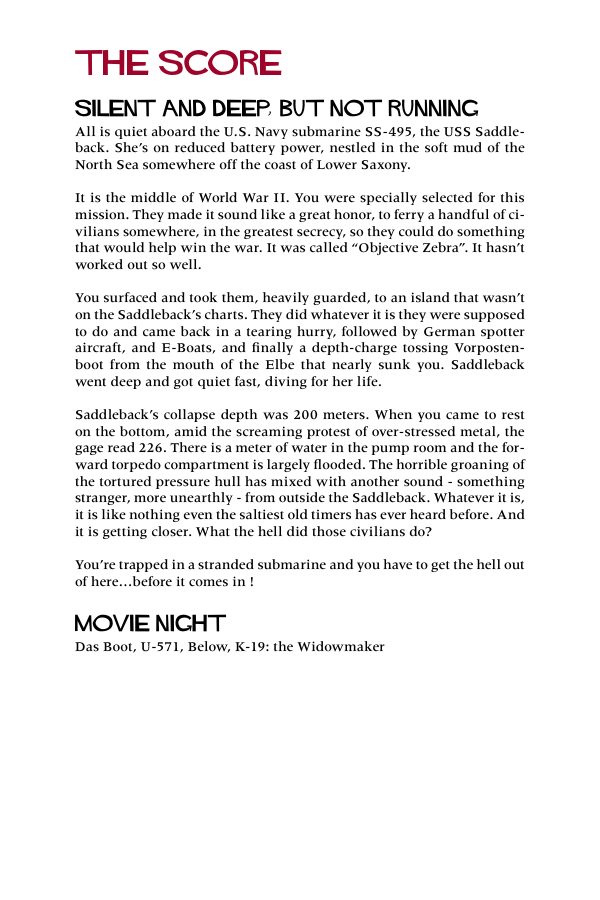 THE SCORE
SILENT AND DEEP, BUT NOT RUNNING
All is quiet aboard the U.S. Navy submarine SS-495, the USS Saddle-
back. She's on reduced battery power, nestled in the soft mud of the
North Sea somewhere off the coast of Lower Saxony.
It is the middle of World War II. You were specially selected for this
mission. They made it sound like a great honor, to ferry a handful of ci-
vilians somewhere, in the greatest secrecy, so they could do something
that would help win the war. It was called “Objective Zebra”. It hasn't
worked out so well.
You surfaced and took them, heavily guarded, to an island that wasn't
on the Saddleback's charts. They did whatever it is they were supposed
to do and came back in a tearing hurry, followed by German spotter
aircraft, and E-Boats, and finally a depth-charge tossing Vorposten-
boot from the mouth of the Elbe that nearly sunk you. Saddleback
went deep and got quiet fast, diving for her life.
Saddleback's collapse depth was 200 meters. When you came to rest
on the bottom, amid the screaming protest of over-stressed metal, the
gage read 226. There is a meter of water in the pump room and the for-
ward torpedo compartment is largely flooded. The horrible groaning of
the tortured pressure hull has mixed with another sound - something
stranger, more unearthly - from outside the Saddleback. Whatever it is,
it is like nothing even the saltiest old timers has ever heard before. And
it is getting closer. What the hell did those civilians do?
You're trapped in a stranded submarine and you have to get the hell out
of here…before it comes in !
MOVIE NIGHT
Das Boot, U-571, Below, K-19: the Widowmaker